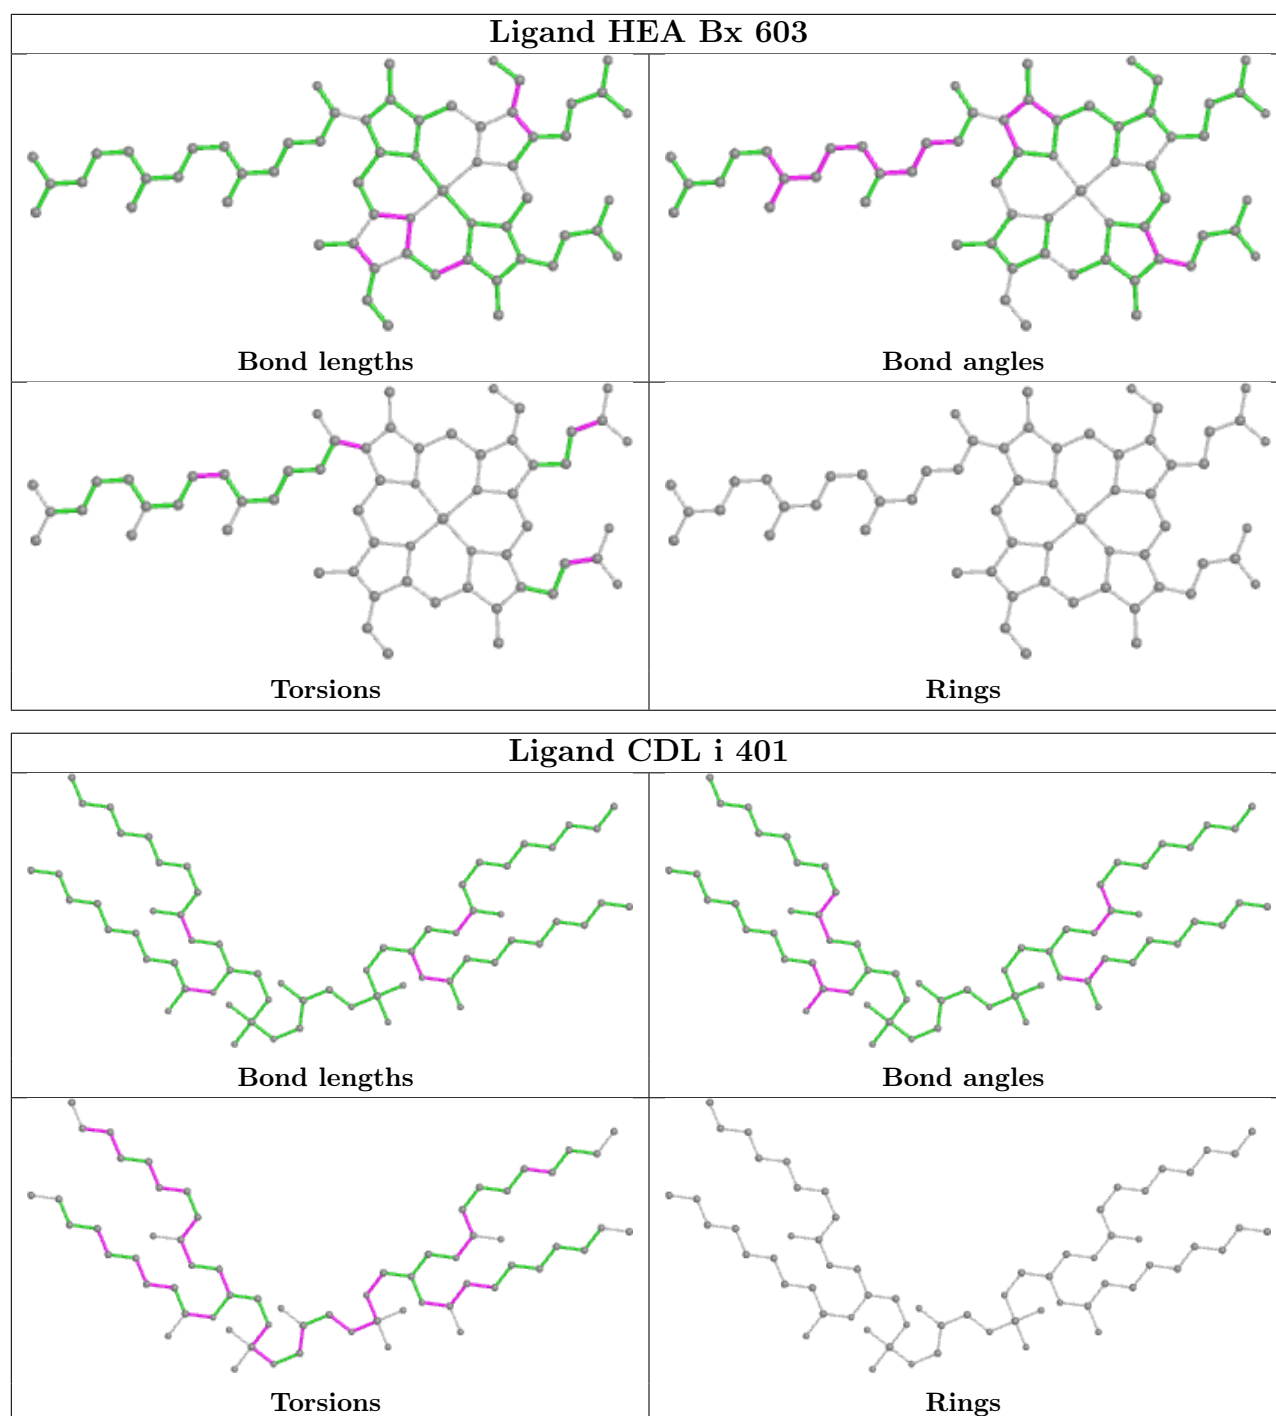 Ligand HEA Bx 603
Bond lengths
Bond angles
Torsions
Rings
Ligand CDL i 401
Bond lengths
Bond angles
Torsions
Rings